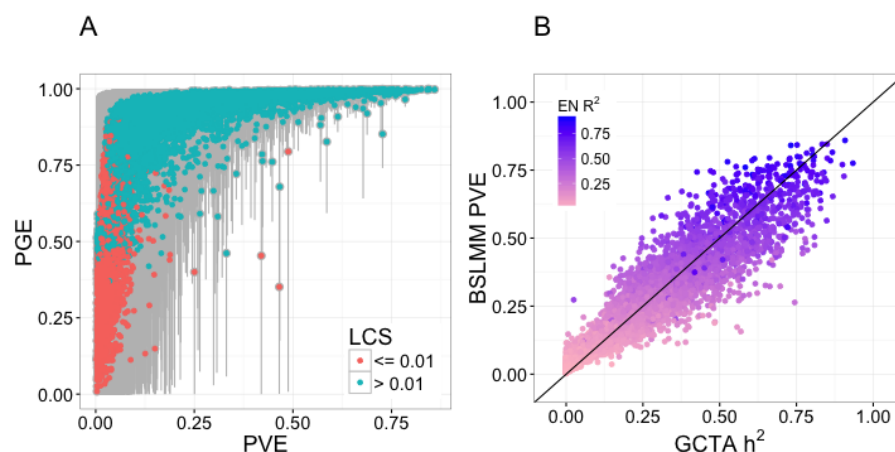 A
PGE
1.00
0.75
0.50
0.25
0.00
LCS
<= 0.01
> 0.01
0.00 0.25 0.50 0.75
PVE
B
BSLMM PVE
1.00
0.75
0.50
0.25
0.00
EN R²
0.75
0.50
0.25
0.00 0.25 0.50 0.75 1.00
GCTA h²